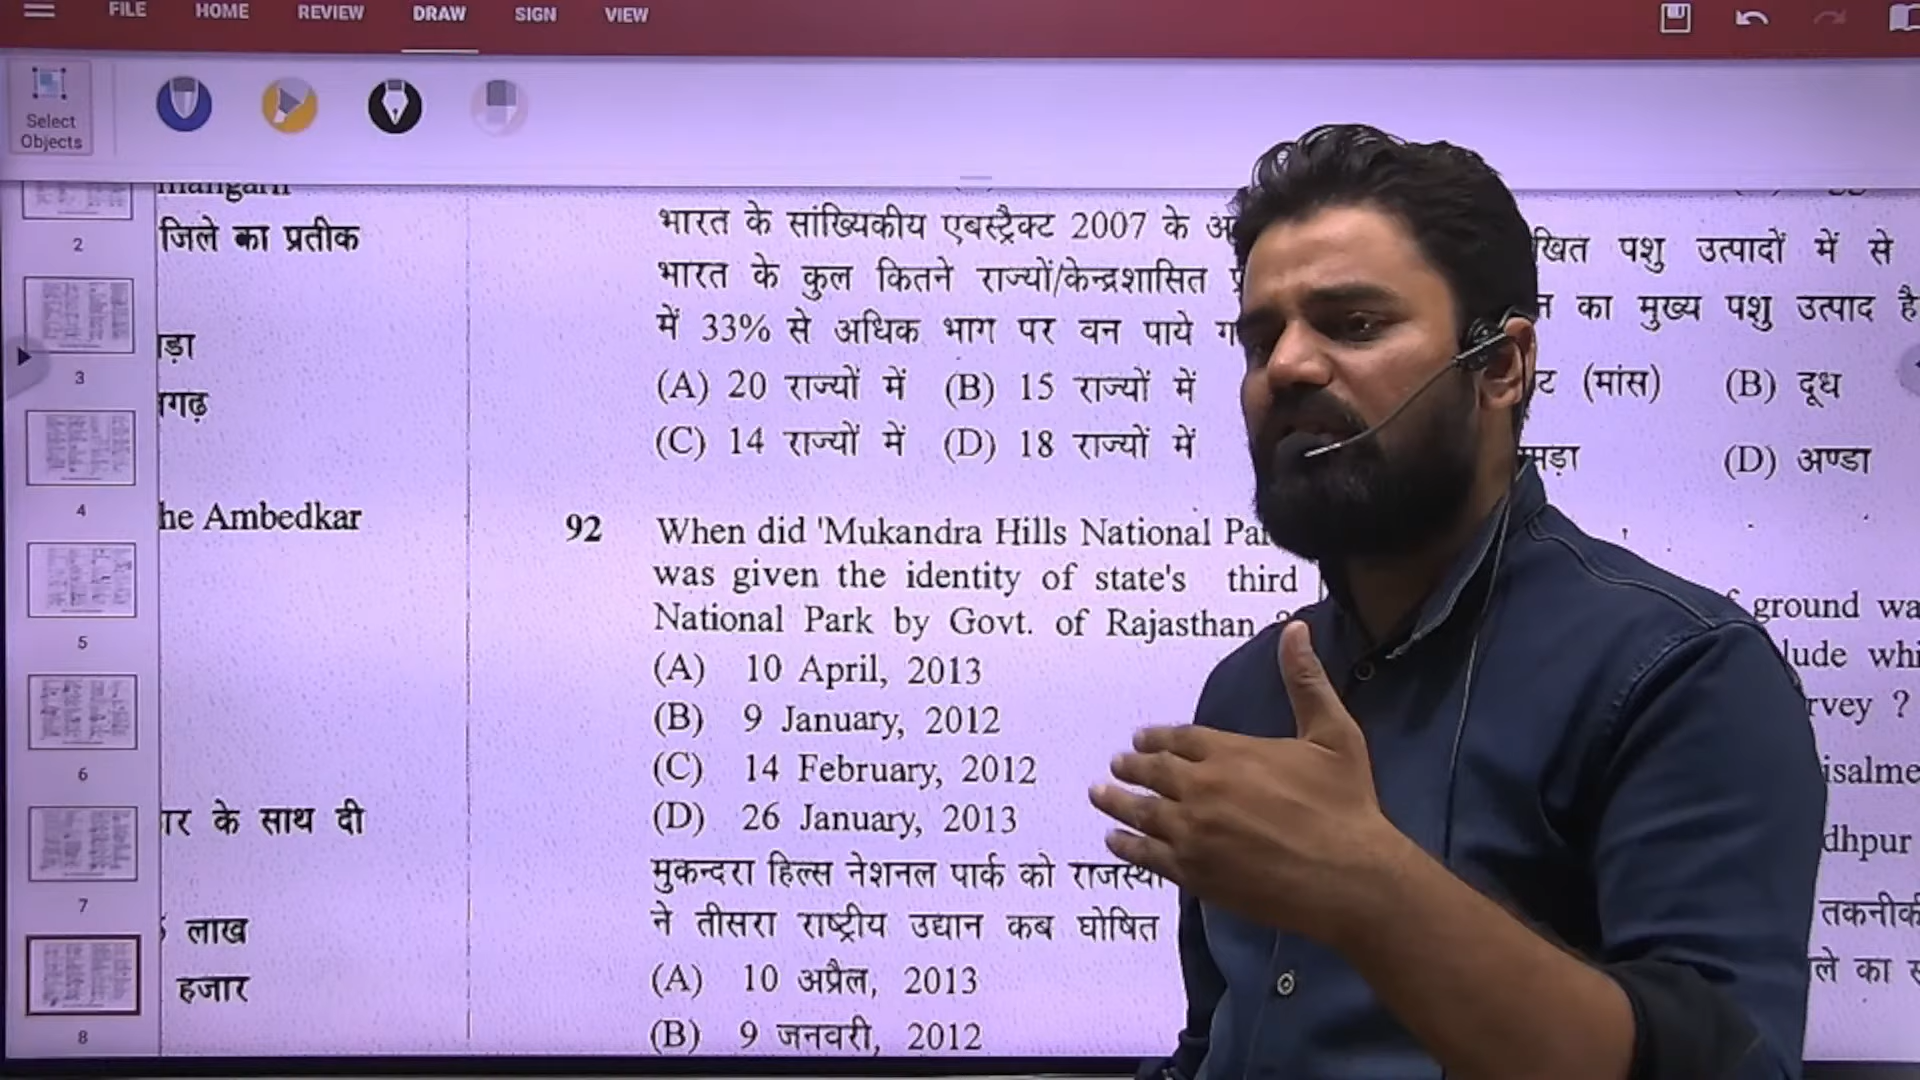 FILE HOME REVIEW DRAW SIGN VIEW
Select
Objects
2
3
4
5
6
7
8
जिले का प्रतीक
he Ambedkar
र के साथ दी
लाख
हजार
भारत के सांख्यिकीय एबस्ट्रैक्ट 2007 के
भारत के कुल कितने राज्यों/केन्द्रशासित
में 33% से अधिक भाग पर वन पाये
(A) 20 राज्यों में (B) 15 राज्यों में
(C) 14 राज्यों में (D) 18 राज्यों में
92 When did 'Mukandra Hills National Pa
was given the identity of state's third
National Park by Govt. of Rajasthan ?
(A) 10 April, 2013
(B) 9 January, 2012
(C) 14 February, 2012
(D) 26 January, 2013
मुकन्दरा हिल्स नेशनल पार्क को राजस्था
ने तीसरा राष्ट्रीय उद्यान कब घोषित
(A) 10 अप्रैल, 2013
(B) 9 जनवरी, 2012
खित पशु उत्पादों में से
का मुख्य पशु उत्पाद है
ट (मांस) (B) दूध
मड़ा (D) अण्डा
ground wa
lude whi
rvey ?
isalme
dhpur
तकनीकी
ले का